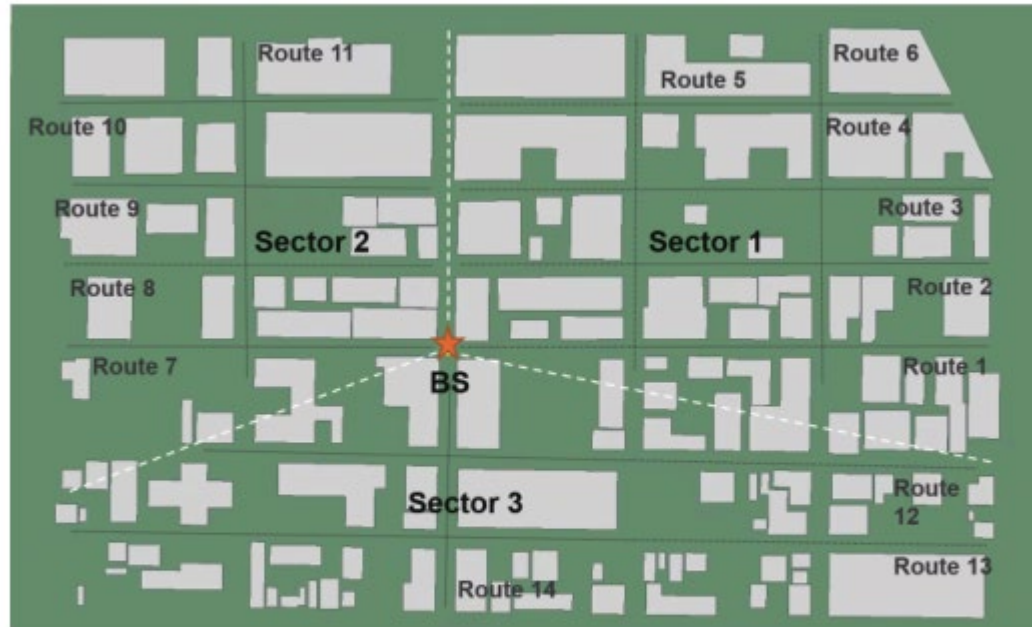 Route 11
Route 5
Route 6
Route 10
Route 4
Route 9
Sector 2
Sector 1
Route 3
Route 8
Route 2
Route 7
BS
Route 1
Sector 3
Route
12
Route 14
Route 13